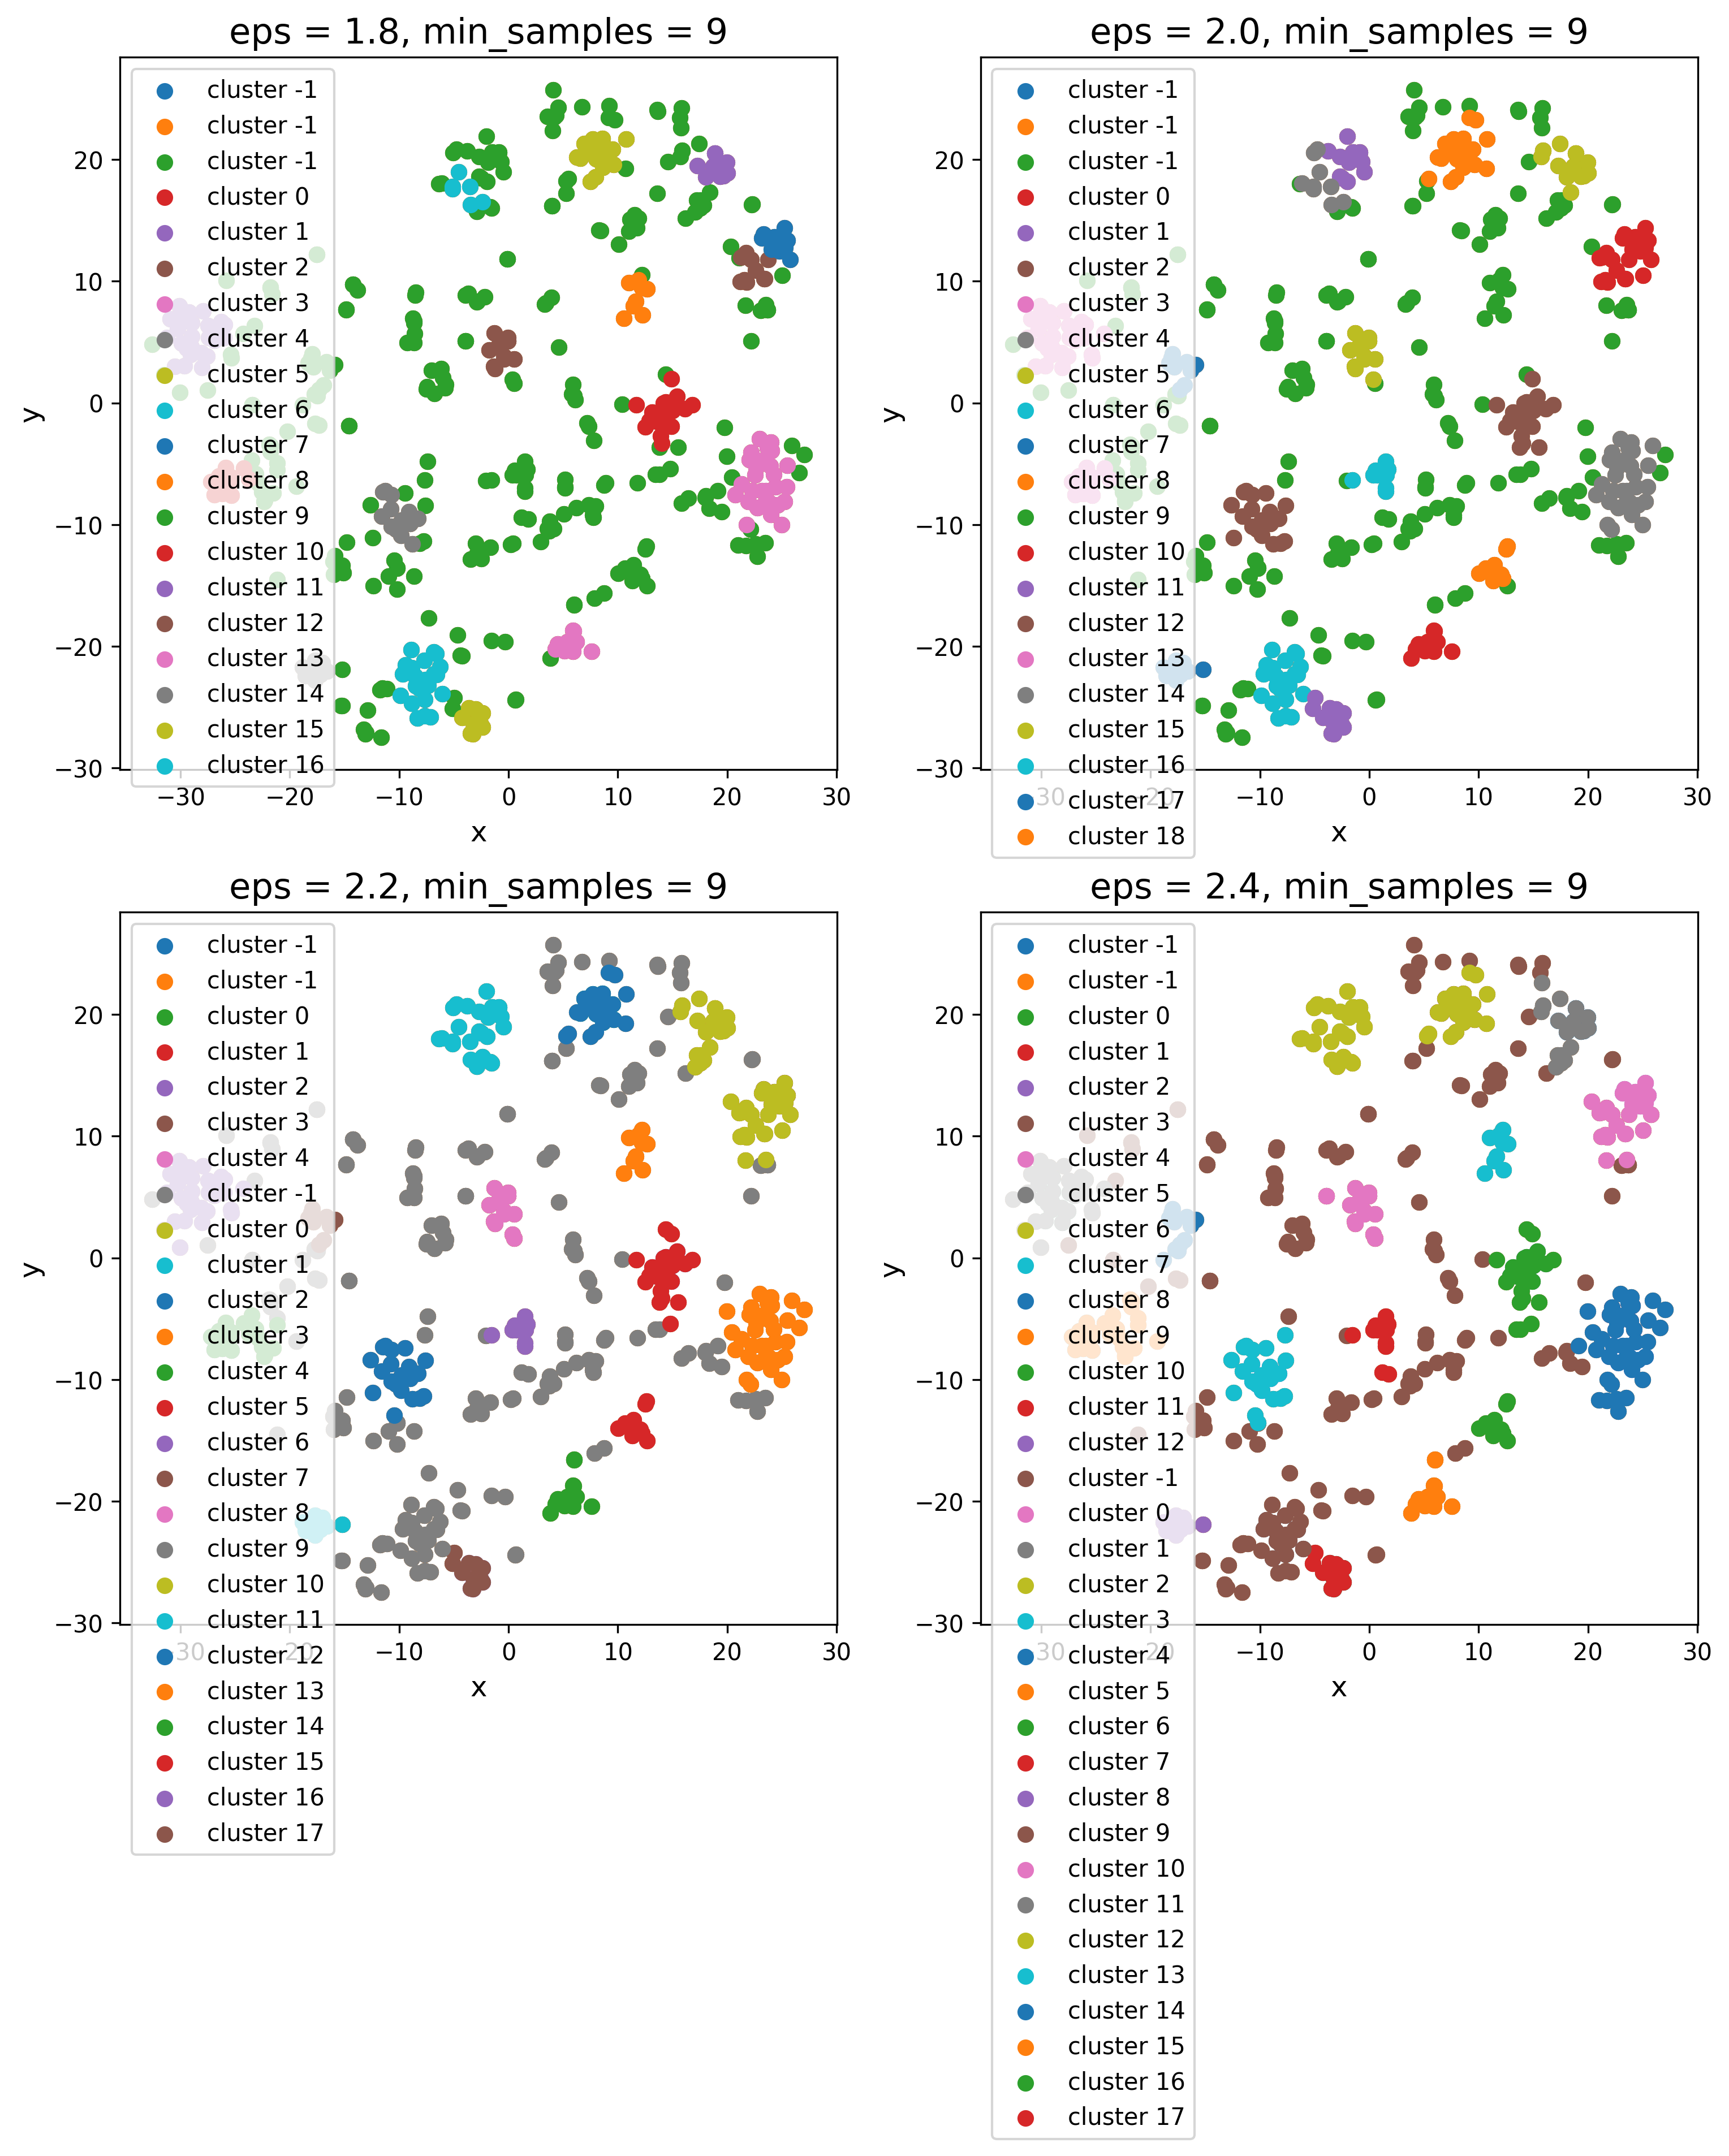 eps = 1.8, min_samples = 9
cluster -1
cluster -1
cluster -1
cluster 0
cluster 1
cluster 2
cluster 3
cluster 4
cluster 5
cluster 6
cluster 7
cluster 8
cluster 9
cluster 10
cluster 11
cluster 12
cluster 13
cluster 14
cluster 15
cluster 16
20
10
0
−10
−20
−30
y
−30 −20 −10 0 10 20 30
x
eps = 2.0, min_samples = 9
cluster -1
cluster -1
cluster -1
cluster 0
cluster 1
cluster 2
cluster 3
cluster 4
cluster 5
cluster 6
cluster 7
cluster 8
cluster 9
cluster 10
cluster 11
cluster 12
cluster 13
cluster 14
cluster 15
cluster 16
cluster 17
cluster 18
20
10
0
−10
−20
−30
y
−30 −20 −10 0 10 20 30
x
eps = 2.2, min_samples = 9
cluster -1
cluster -1
cluster 0
cluster 1
cluster 2
cluster 3
cluster 4
cluster -1
cluster 0
cluster 1
cluster 2
cluster 3
cluster 4
cluster 5
cluster 6
cluster 7
cluster 8
cluster 9
cluster 10
cluster 11
cluster 12
cluster 13
cluster 14
cluster 15
cluster 16
cluster 17
20
10
0
−10
−20
−30
y
−30 −20 −10 0 10 20 30
x
eps = 2.4, min_samples = 9
cluster -1
cluster -1
cluster 0
cluster 1
cluster 2
cluster 3
cluster 4
cluster 5
cluster 6
cluster 7
cluster 8
cluster 9
cluster 10
cluster 11
cluster 12
cluster -1
cluster 0
cluster 1
cluster 2
cluster 3
cluster 4
cluster 5
cluster 6
cluster 7
cluster 8
cluster 9
cluster 10
cluster 11
cluster 12
cluster 13
cluster 14
cluster 15
cluster 16
cluster 17
20
10
0
−10
−20
−30
y
−30 −20 −10 0 10 20 30
x